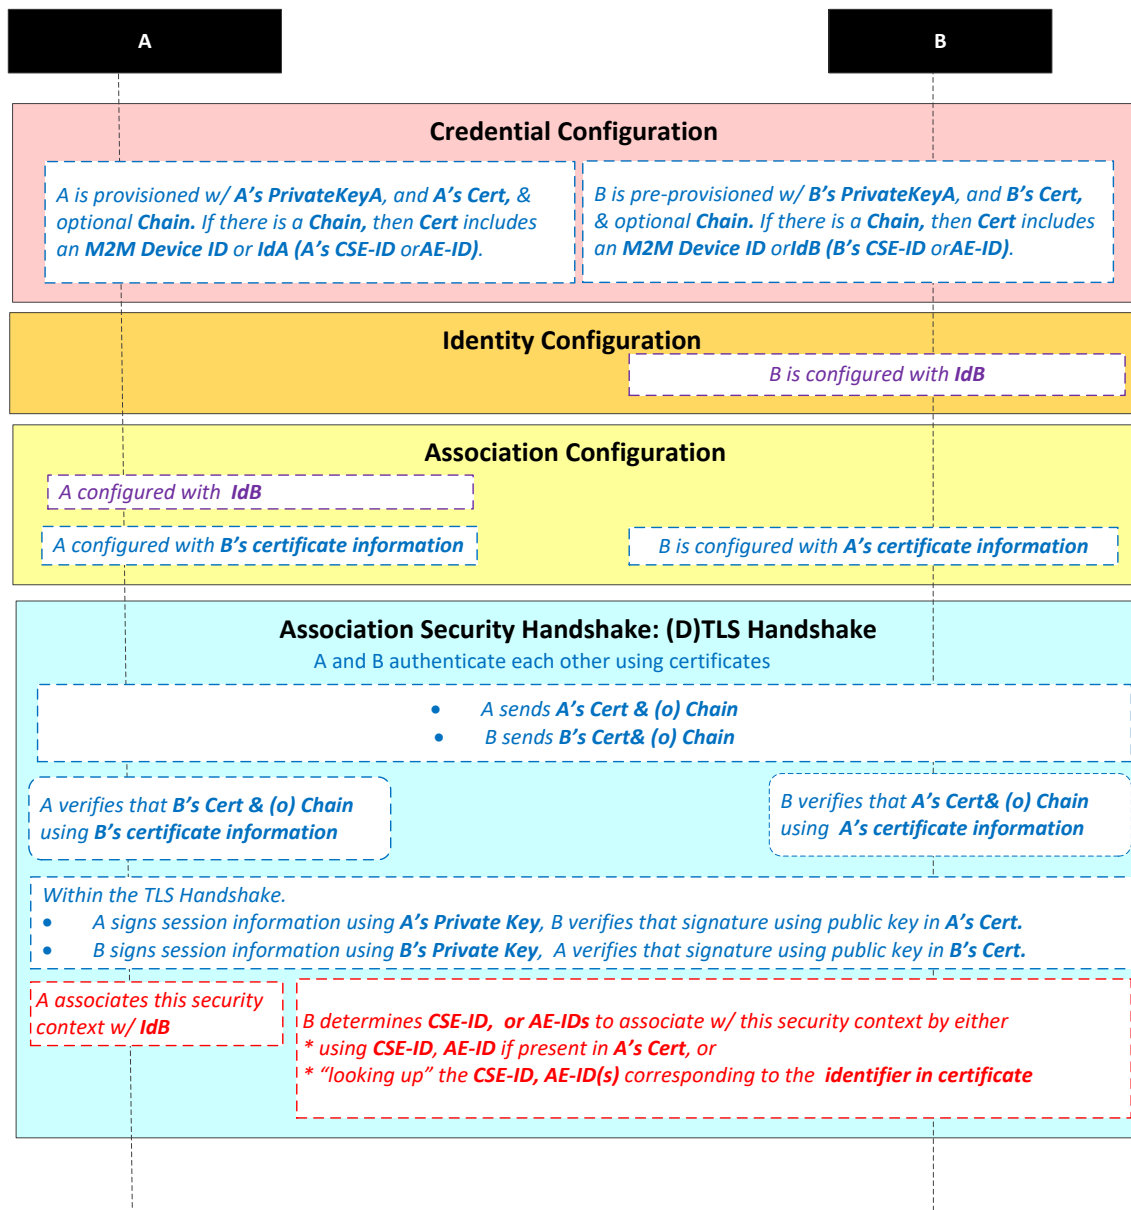 A
B
Credential Configuration
A is provisioned w/ A's PrivateKeyA, and A's Cert, &
optional Chain. If there is a Chain, then Cert includes
an M2M Device ID or IdA (A's CSE-ID orAE-ID).
B is pre-provisioned w/ B's PrivateKeyA, and B's Cert,
& optional Chain. If there is a Chain, then Cert includes
an M2M Device ID orIdB (B's CSE-ID orAE-ID).
Identity Configuration
B is configured with IdB
Association Configuration
A configured with IdB
A configured with B's certificate information
B is configured with A's certificate information
Association Security Handshake: (D)TLS Handshake
A and B authenticate each other using certificates
• A sends A's Cert & (o) Chain
• B sends B's Cert& (o) Chain
A verifies that B's Cert & (o) Chain
using B's certificate information
B verifies that A's Cert& (o) Chain
using A's certificate information
Within the TLS Handshake.
• A signs session information using A's Private Key, B verifies that signature using public key in A's Cert.
• B signs session information using B's Private Key, A verifies that signature using public key in B's Cert.
A associates this security
context w/ IdB
B determines CSE-ID, or AE-IDs to associate w/ this security context by either
* using CSE-ID, AE-ID if present in A's Cert, or
* “looking up” the CSE-ID, AE-ID(s) corresponding to the identifier in certificate